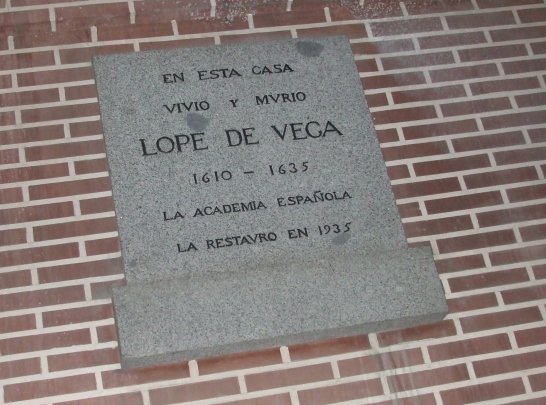 EN ESTA CASA
VIVIO Y MVRIO
LOPE DE VEGA
1610 - 1635
LA ACADEMIA ESPAÑOLA
LA RESTAVRO EN 1935